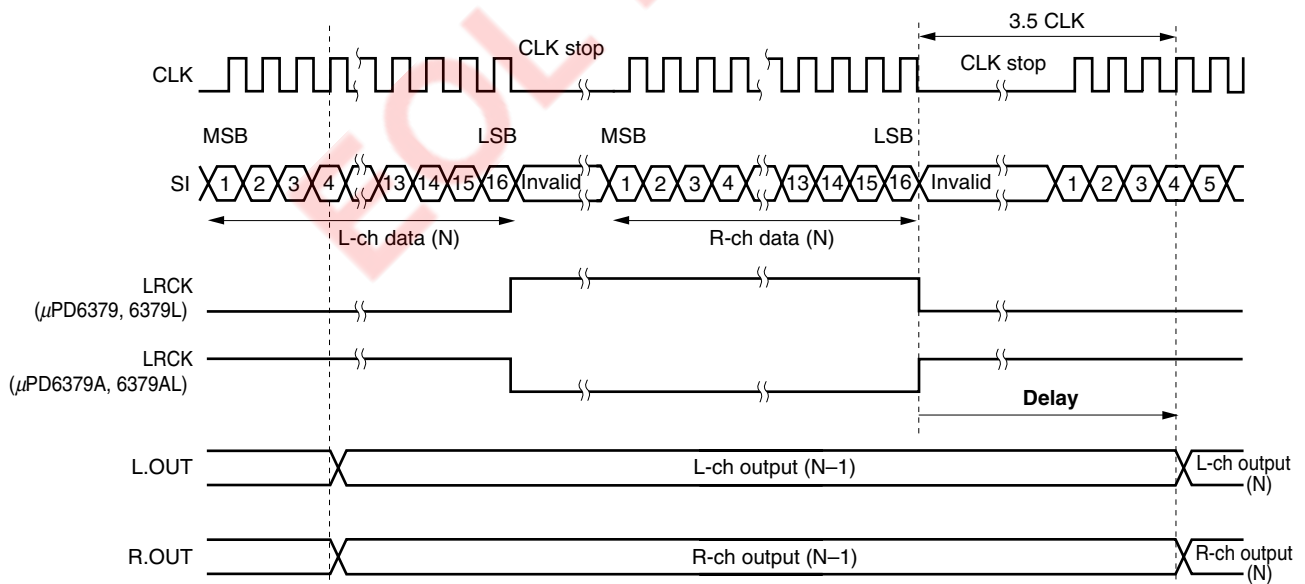 3.5 CLK
CLK stop
CLK stop
CLK
MSB
LSB
MSB
LSB
SI
1 2 3 4 13 14 15 16 Invalid 1 2 3 4 13 14 15 16 Invalid 1 2 3 4 5
L-ch data (N)
R-ch data (N)
LRCK
(μPD6379, 6379L)
LRCK
(μPD6379A, 6379AL)
Delay
L.OUT
L-ch output (N–1)
L-ch output
(N)
R.OUT
R-ch output (N–1)
R-ch output
(N)
EOL